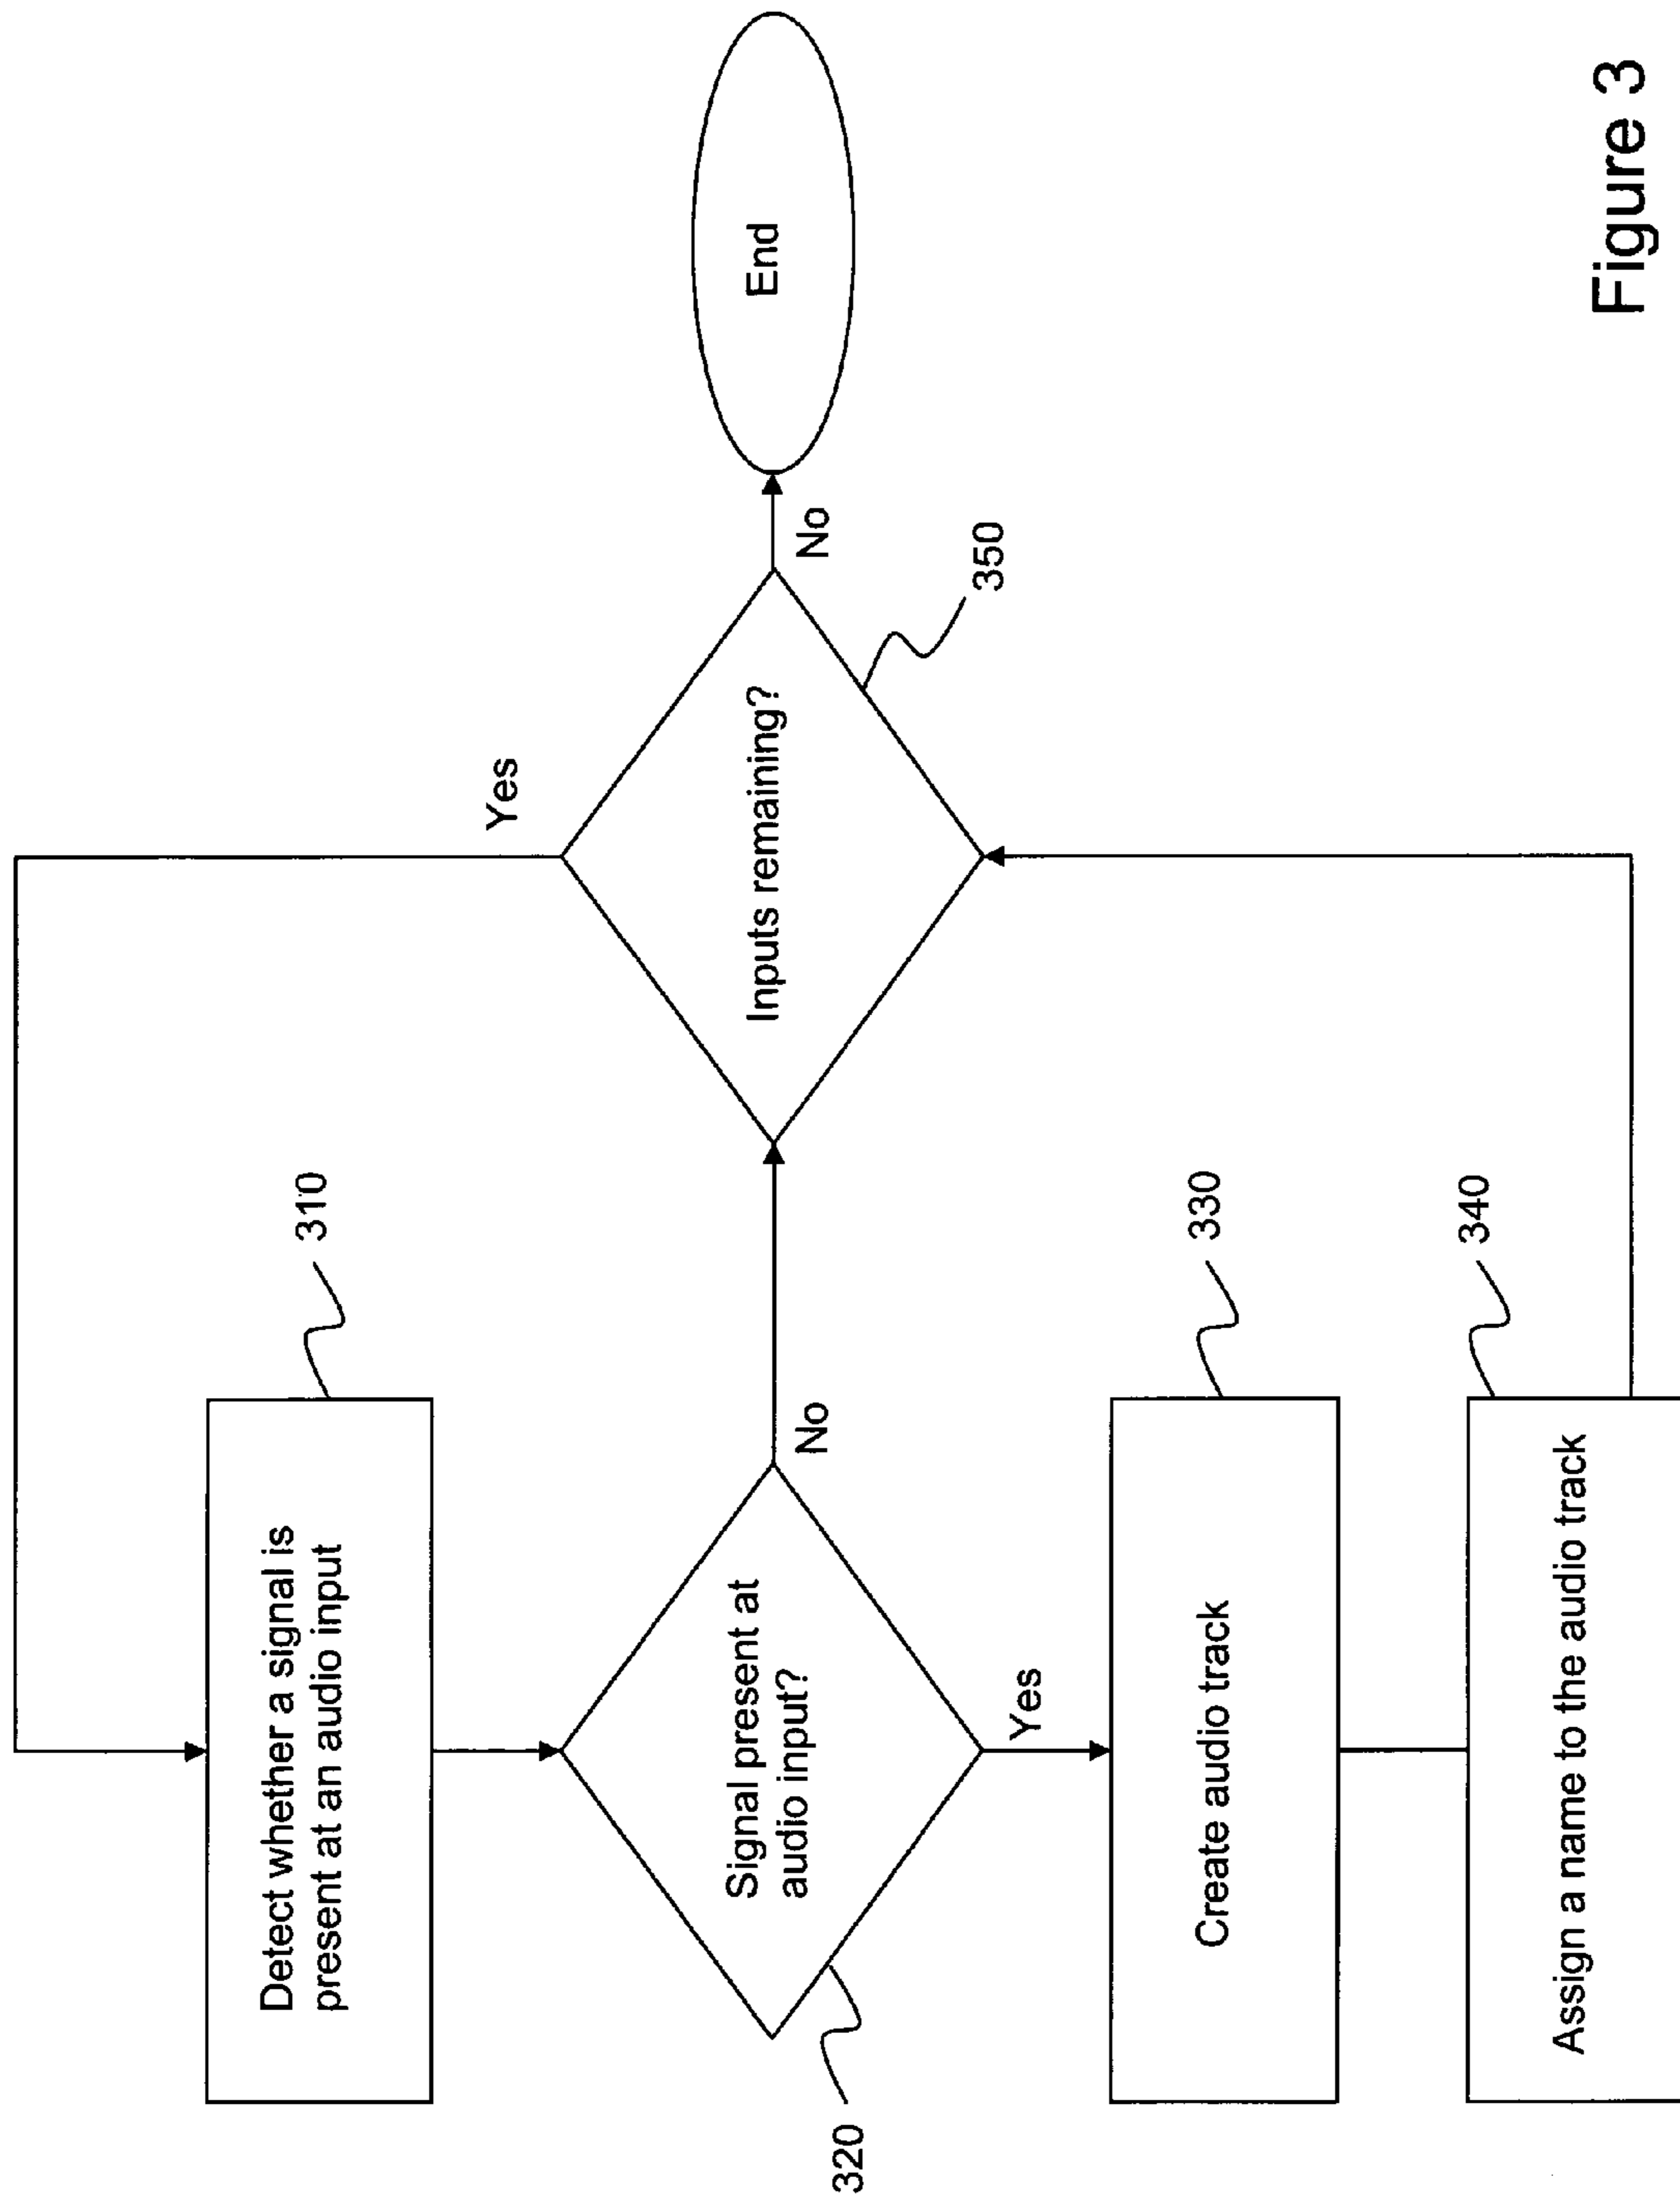 Detect whether a signal is
present at an audio input
310
Signal present at
audio input?
320
No
Yes
Create audio track
330
Assign a name to the audio track
340
Inputs remaining?
350
Yes
No
End
Figure 3